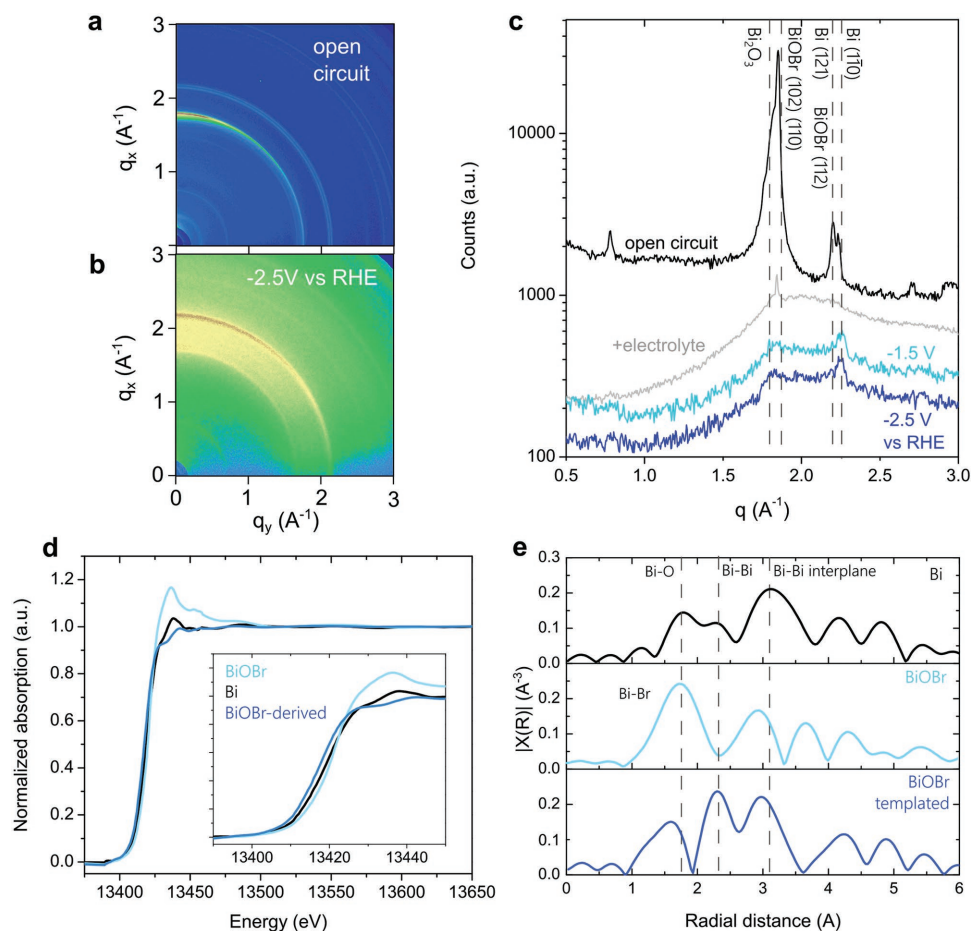 a
open
circuit
3
2
1
0
q_x (A⁻¹)
b
-2.5V vs RHE
3
2
1
0
q_x (A⁻¹)
0
1
2
3
q_y (A⁻¹)
c
Bi₂O₃
BiOBr (102) (110)
Bi (121)
BiOBr (112)
Bi (11̄0)
open circuit
+electrolyte
-1.5 V
-2.5 V
vs RHE
10000
1000
100
Counts (a.u.)
0.5
1.0
1.5
2.0
2.5
3.0
q (A⁻¹)
d
1.2
1.0
0.8
0.6
0.4
0.2
0.0
Normalized absorption (a.u.)
BiOBr
Bi
BiOBr-derived
13400
13420
13440
13400
13450
13500
13550
13600
13650
Energy (eV)
e
Bi-O
Bi-Bi
Bi-Bi interplane
Bi
0.3
0.2
0.1
0.0
Bi-Br
BiOBr
0.2
0.1
0.0
BiOBr
templated
0.2
0.1
0.0
|X(R)| (A⁻³)
0
1
2
3
4
5
6
Radial distance (A)